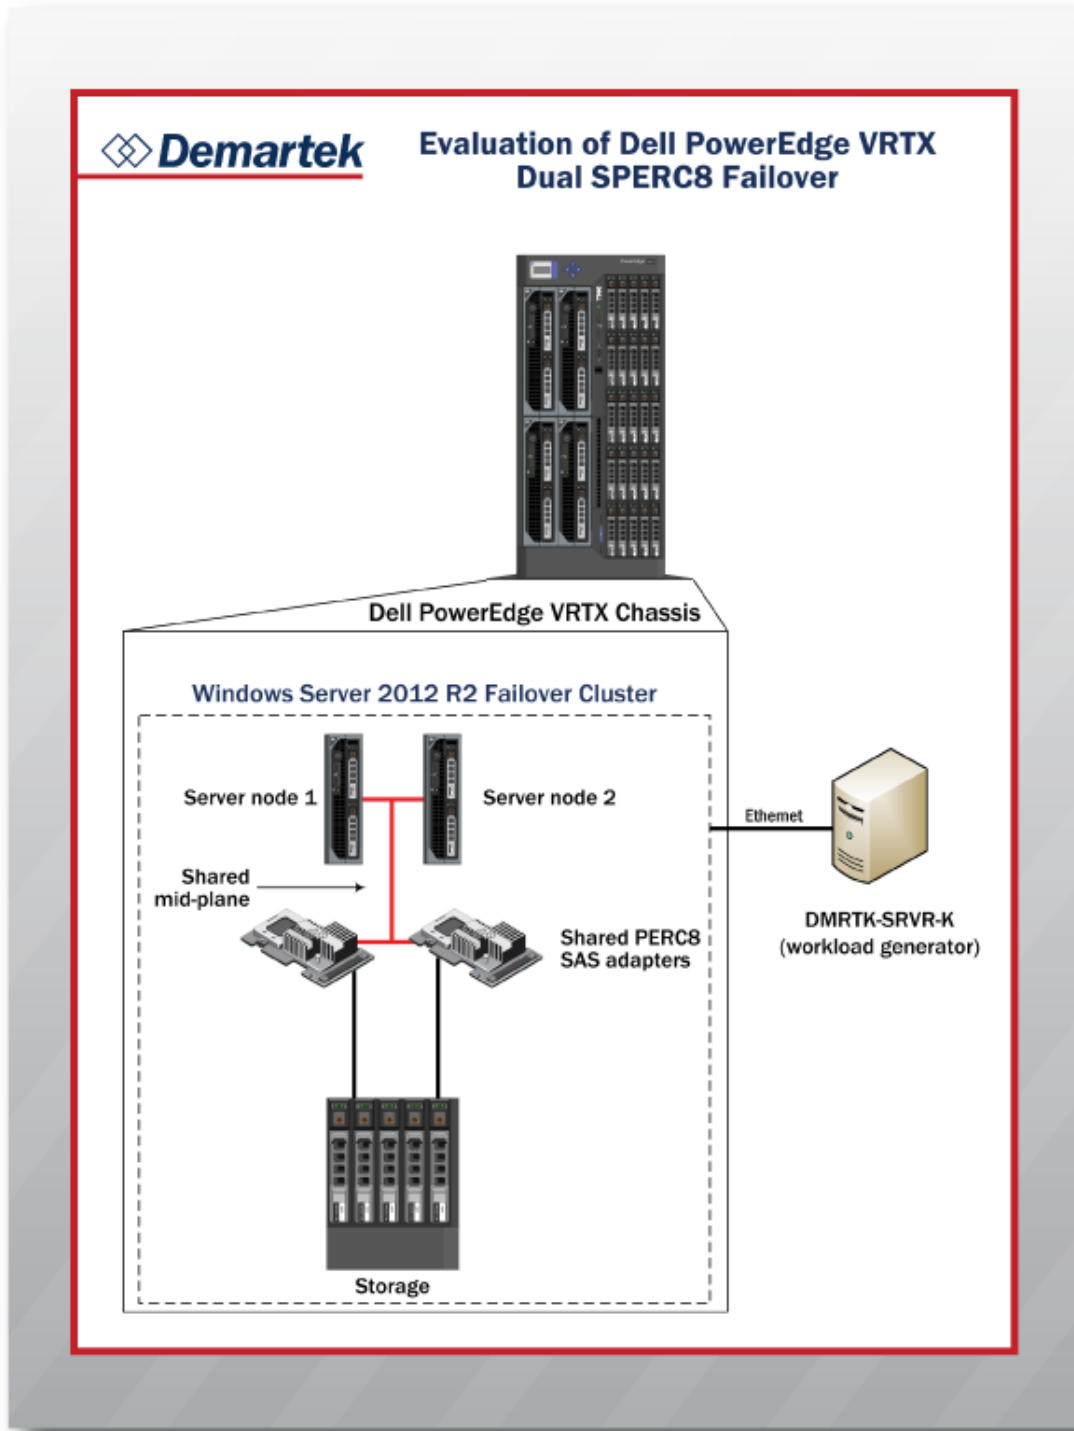 Demartek
Evaluation of Dell PowerEdge VRTX
Dual SPERC8 Failover
Dell PowerEdge VRTX Chassis
Windows Server 2012 R2 Failover Cluster
Server node 1
Server node 2
Shared
mid-plane
Shared PERC8
SAS adapters
Storage
Ethernet
DMRTK-SRVR-K
(workload generator)